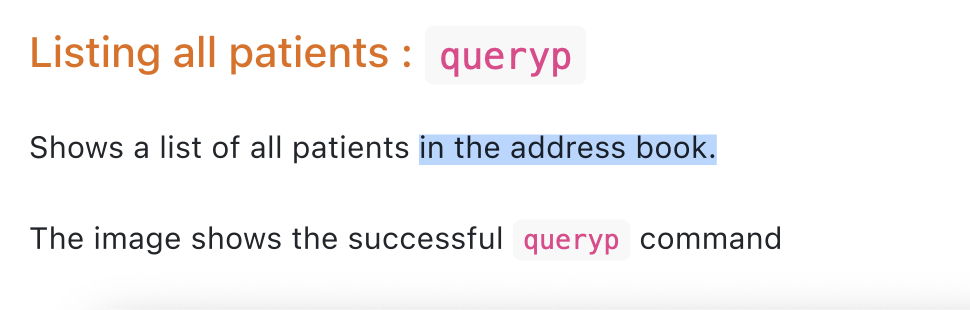 Listing all patients : queryp
Shows a list of all patients in the address book.
The image shows the successful queryp command